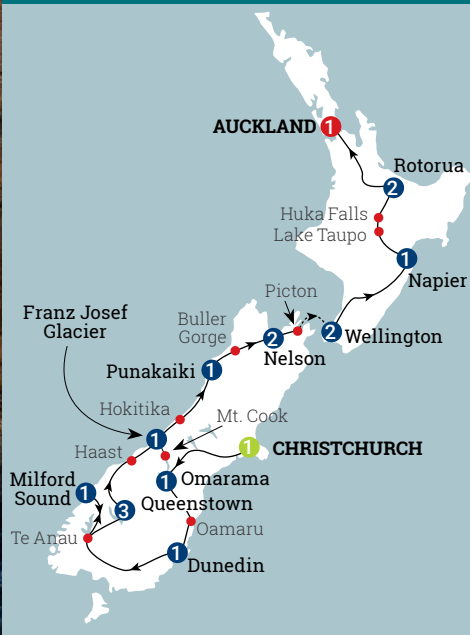 AUCKLAND
1
Rotorua
2
Huka Falls
Lake Taupo
1
Napier
Picton
Franz Josef
Glacier
Buller
Gorge
2
Nelson
2
Wellington
Punakaiki
1
Hokitika
Mt. Cook
1
1
CHRISTCHURCH
Haast
1
Omarama
Milford
Sound
1
Queenstown
3
Oamaru
Te Anau
1
Dunedin